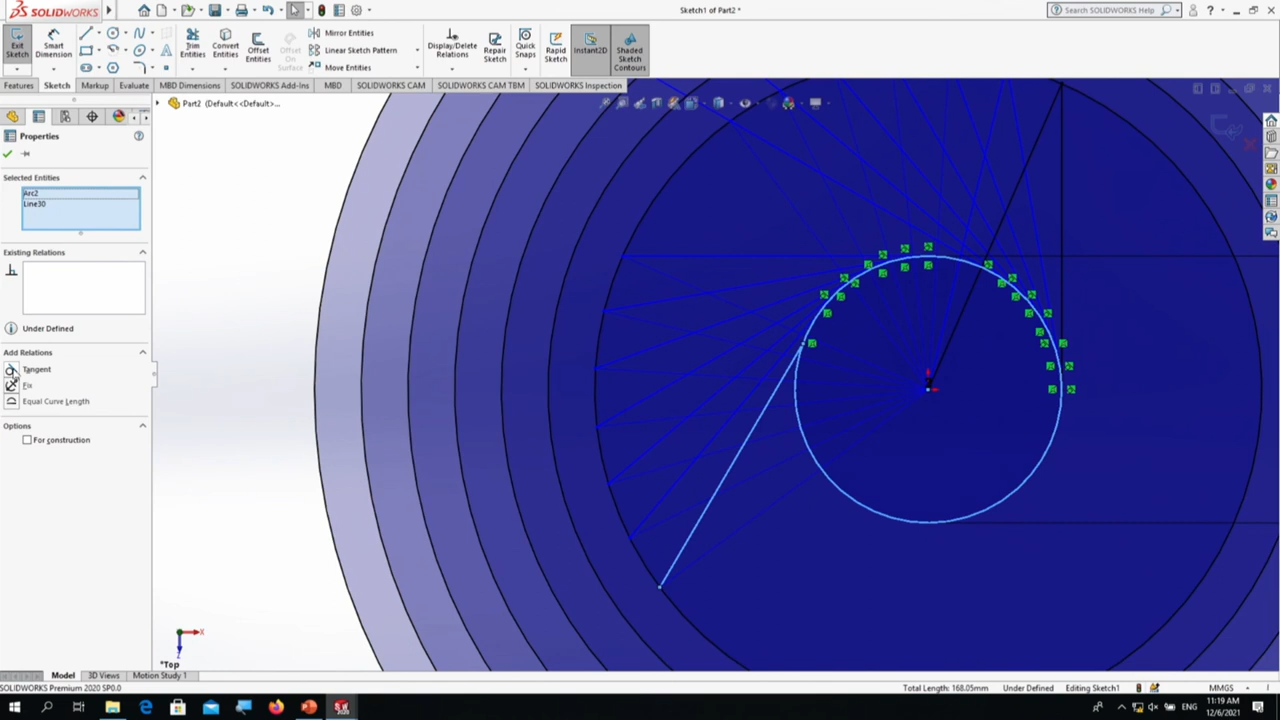 SOLIDWORKS
Sketch1 of Part2 *
Search SOLIDWORKS Help
Exit Sketch
Smart Dimension
Trim Entities
Convert Entities
Offset Entities
Offset On Surface
Mirror Entities
Linear Sketch Pattern
Move Entities
Display/Delete Relations
Repair Sketch
Quick Snaps
Rapid Sketch
Instant2D
Shaded Sketch Contours
Features
Sketch
Markup
Evaluate
MBD Dimensions
SOLIDWORKS Add-Ins
MBD
SOLIDWORKS CAM
SOLIDWORKS CAM TBM
SOLIDWORKS Inspection
Part2 (Default<<Default>...
Properties
Selected Entities
Arc2
Line30
Existing Relations
Under Defined
Add Relations
Tangent
Fix
Equal Curve Length
Options
For construction
X
Z
*Top
Model
3D Views
Motion Study 1
SOLIDWORKS Premium 2020 SP0.0
Total Length: 168.05mm
Under Defined
Editing Sketch1
MMGS
ENG
11:19 AM
12/6/2021